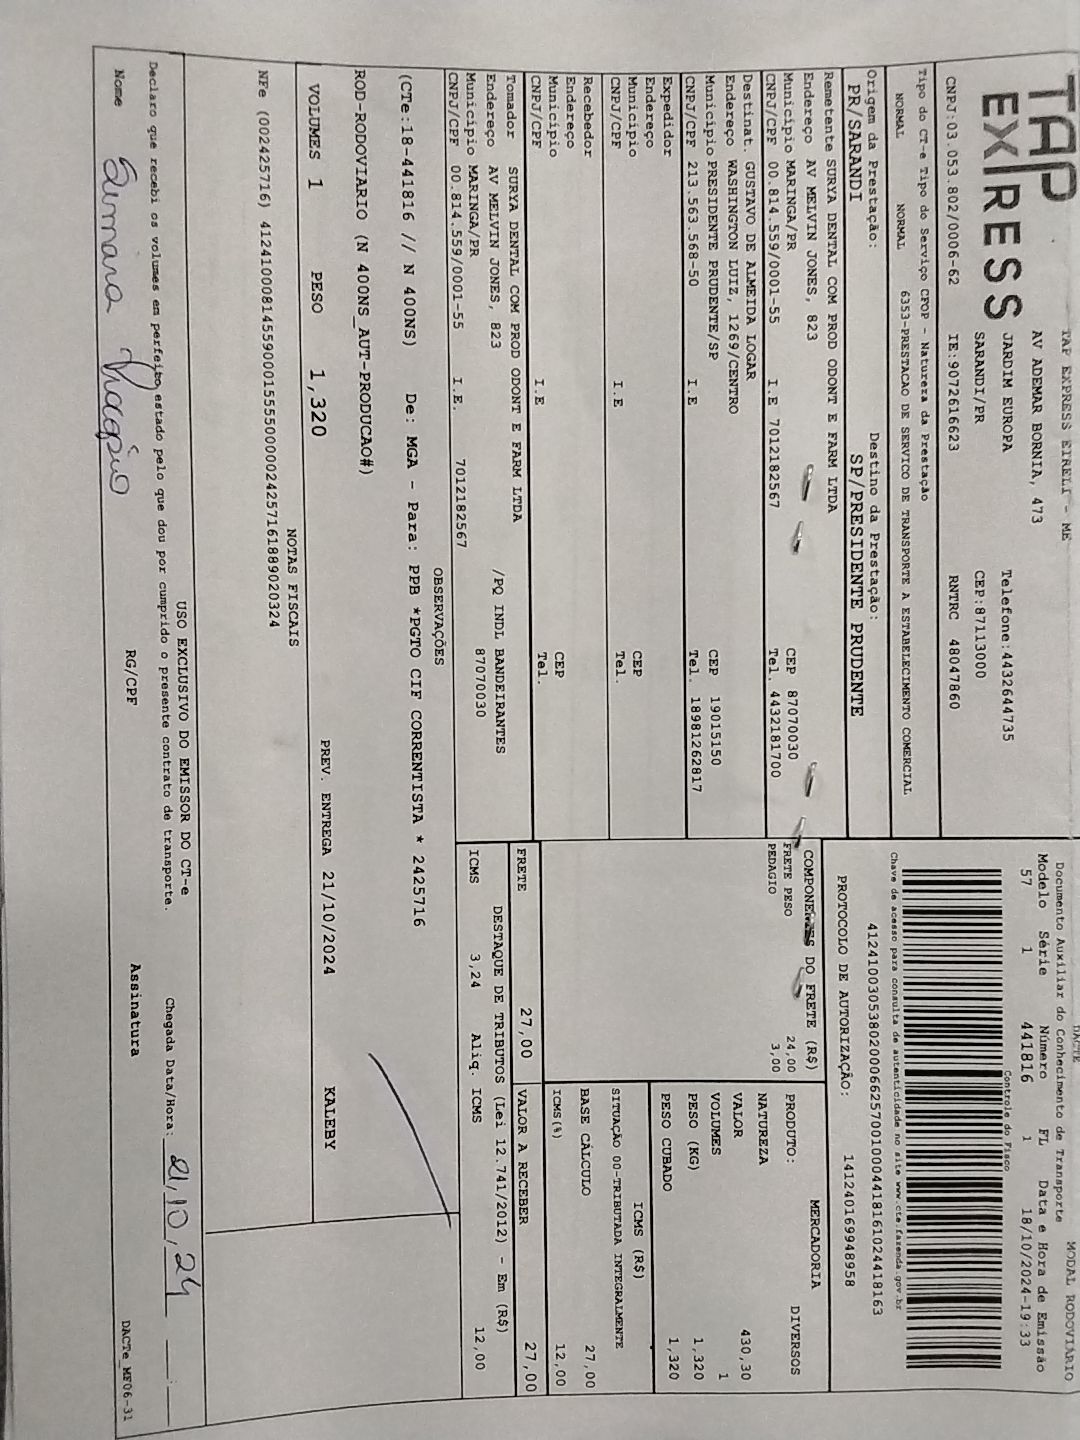 TAP EXPRESS
TAP EXPRESS EIRELI - ME
AV ADEMAR BORNIA, 473
JARDIM EUROPA Telefone:4432644735
SARANDI/PR CEP:87113000
CNPJ:03.053.802/0006-62 IE:9072616623 RNTRC 48047860
DACTE MODAL RODOVIÁRIO
Documento Auxiliar do Conhecimento de Transporte
Modelo Série Número FL Data e Hora de Emissão
57 1 441816 1 18/10/2024-19:33
Controle do Fisco
Chave de acesso para consulta de autenticidade no site www.cte.fazenda.gov.br
41241003053802000662570010004418161024418163
PROTOCOLO DE AUTORIZAÇÃO: 141240169948958
Tipo do CT-e Tipo do Serviço CFOP - Natureza da Prestação
NORMAL NORMAL 6353-PRESTACAO DE SERVICO DE TRANSPORTE A ESTABELECIMENTO COMERCIAL
Origem da Prestação: Destino da Prestação:
PR/SARANDI SP/PRESIDENTE PRUDENTE
Remetente SURYA DENTAL COM PROD ODONT E FARM LTDA
Endereço AV MELVIN JONES, 823
Municipio MARINGA/PR CEP 87070030
CNPJ/CPF 00.814.559/0001-55 I.E 7012182567 Tel. 4432181700
Destinat. GUSTAVO DE ALMEIDA LOGAR
Endereço WASHINGTON LUIZ, 1269/CENTRO
Municipio PRESIDENTE PRUDENTE/SP CEP 19015150
CNPJ/CPF 213.563.568-50 I.E Tel. 18981262817
Expedidor
Endereço
Municipio CEP
CNPJ/CPF I.E Tel.
Recebedor
Endereço
Municipio CEP
CNPJ/CPF I.E Tel.
Tomador SURYA DENTAL COM PROD ODONT E FARM LTDA
Endereço AV MELVIN JONES, 823 /PQ INDL BANDEIRANTES
Municipio MARINGA/PR 87070030
CNPJ/CPF 00.814.559/0001-55 I.E. 7012182567
COMPONENTES DO FRETE (R$)
FRETE PESO 24,00
PEDAGIO 3,00
MERCADORIA
PRODUTO: DIVERSOS
NATUREZA
VALOR 430,30
VOLUMES 1
PESO (KG) 1,320
PESO CUBADO 1,320
ICMS (R$)
SITUAÇÃO 00-TRIBUTADA INTEGRALMENTE
BASE CÁLCULO 27,00
ICMS(%) 12,00
FRETE 27,00 VALOR A RECEBER 27,00
DESTAQUE DE TRIBUTOS (Lei 12.741/2012) - Em (R$)
ICMS 3,24 Aliq. ICMS 12,00
OBSERVAÇÕES
(CTe:18-441816 // N 400NS) De: MGA - Para: PPB *PGTO CIF CORRENTISTA * 2425716
ROD-RODOVIARIO (N 400NS_AUT-PRODUCAO#)
VOLUMES 1 PESO 1,320 PREV. ENTREGA 21/10/2024 KALEBY
NOTAS FISCAIS
NFe (002425716) 41241000814559000155550000024257161889020324
USO EXCLUSIVO DO EMISSOR DO CT-e
Declaro que recebi os volumes em perfeito estado pelo que dou por cumprido o presente contrato de transporte. Chegada Data/Hora: 21/10/24 __:__
Nome RG/CPF Assinatura
DACTe_MF06-31